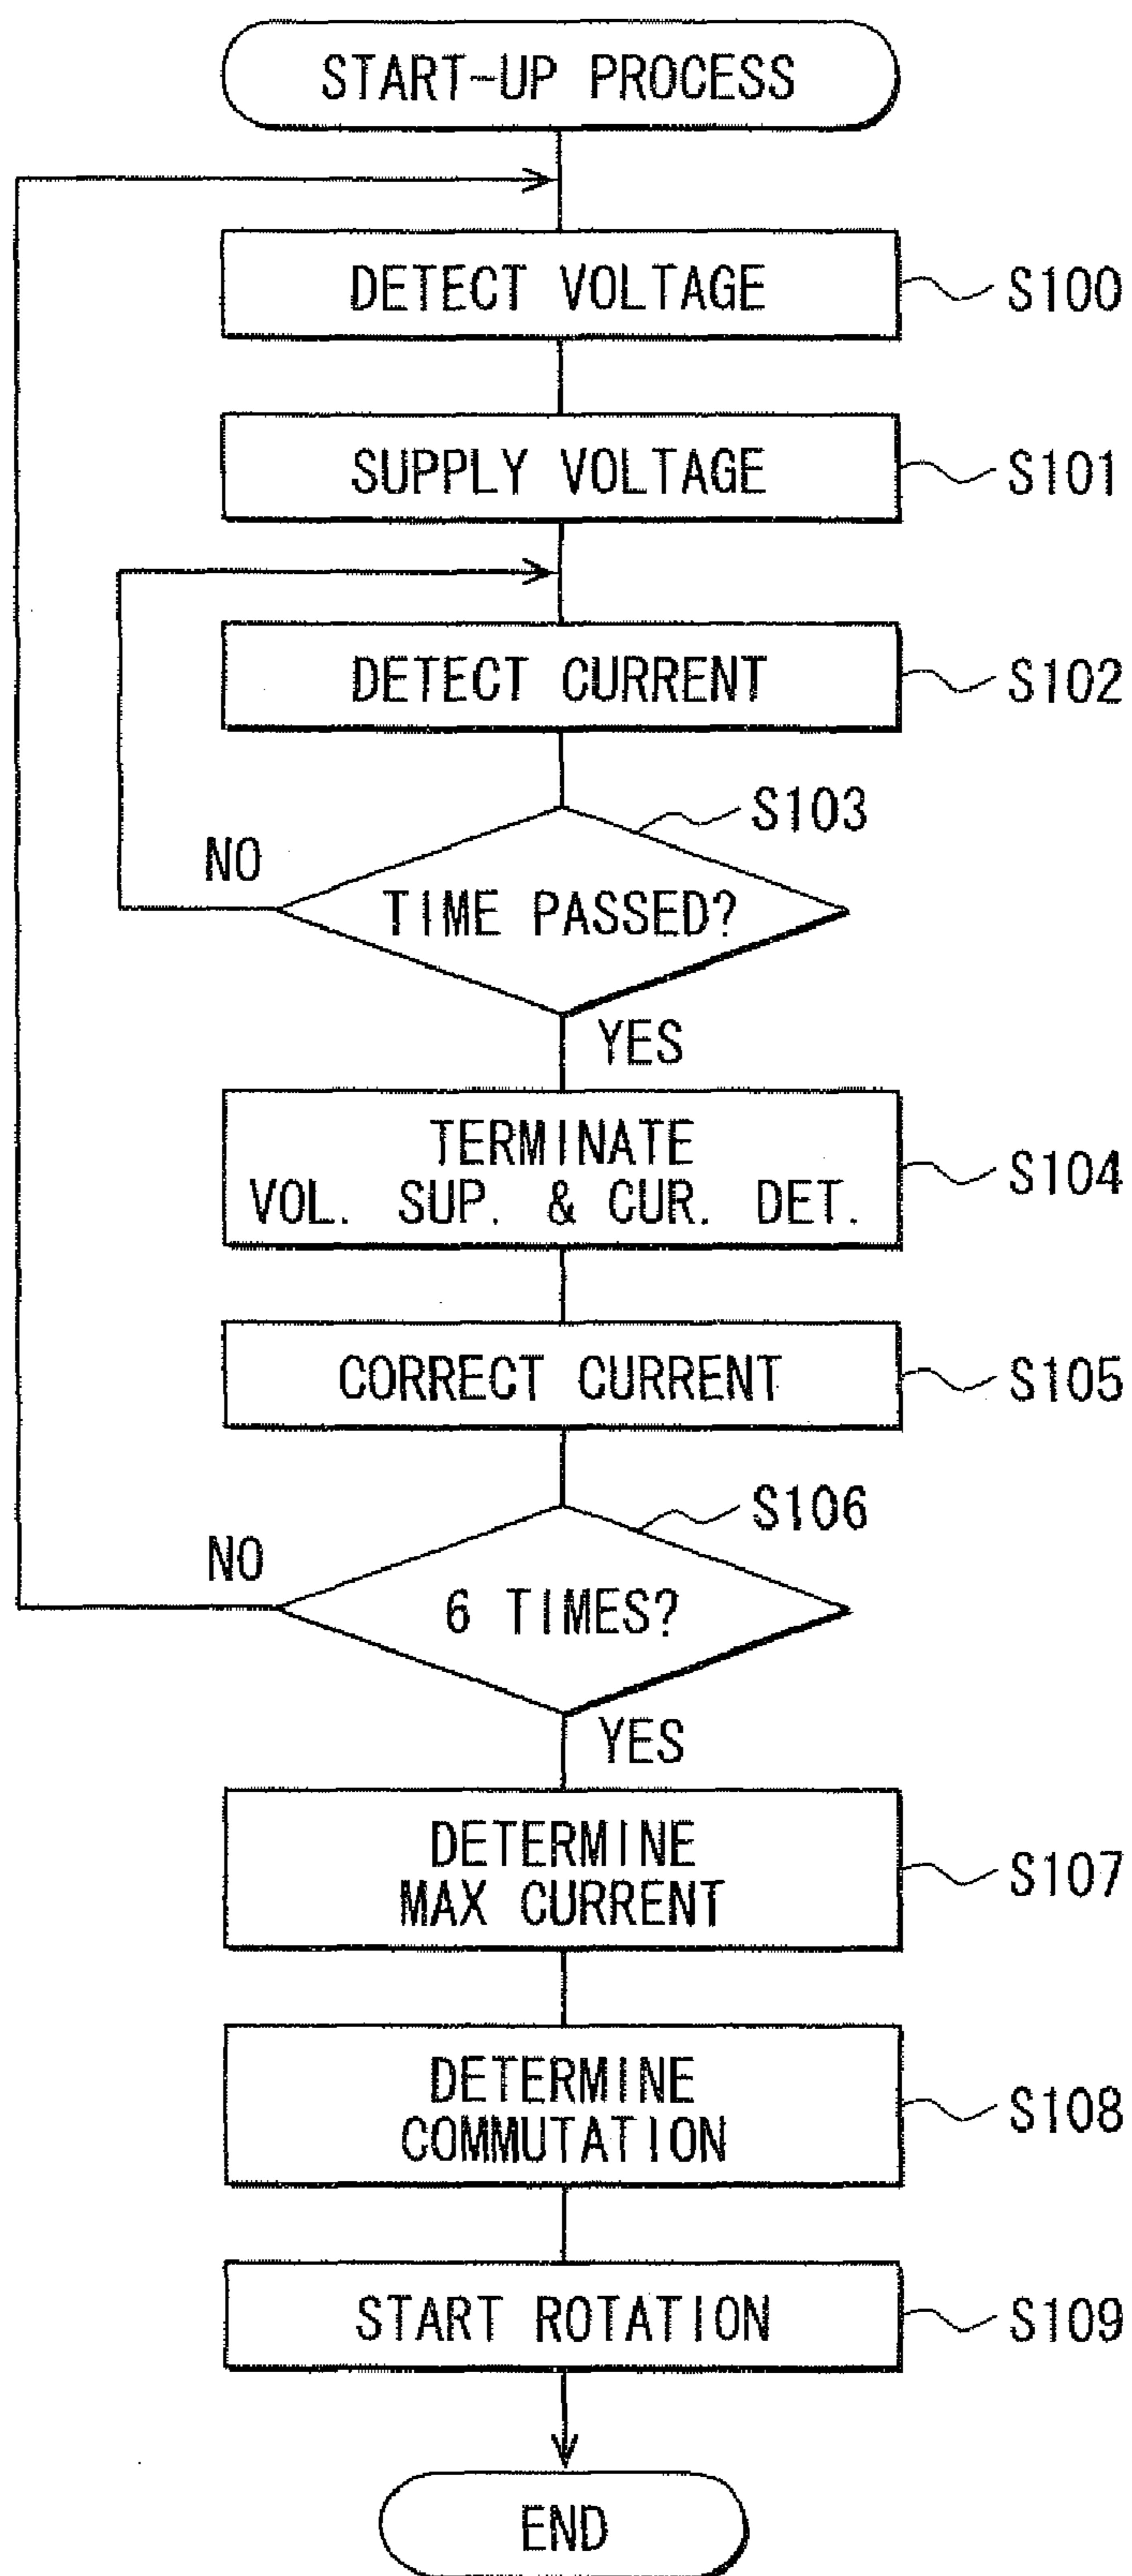 START-UP PROCESS
DETECT VOLTAGE
S100
SUPPLY VOLTAGE
S101
DETECT CURRENT
S102
S103
NO
TIME PASSED?
YES
TERMINATE
VOL. SUP. & CUR. DET.
S104
CORRECT CURRENT
S105
S106
NO
6 TIMES?
YES
DETERMINE
MAX CURRENT
S107
DETERMINE
COMMUTATION
S108
START ROTATION
S109
END